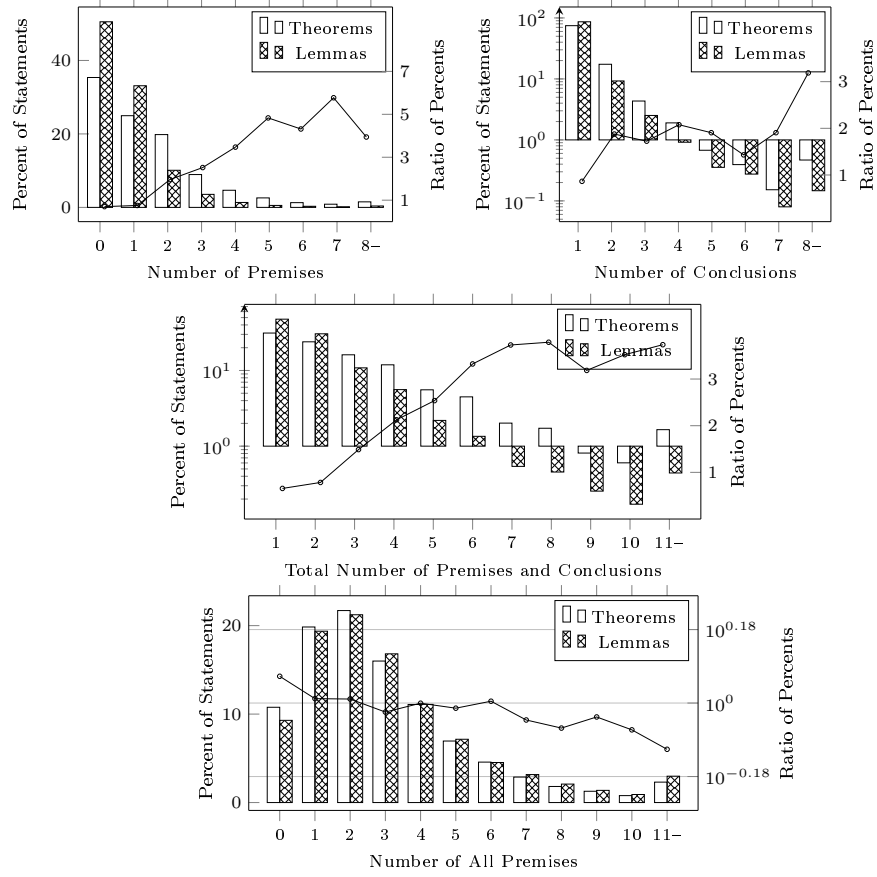 Percent of Statements
40
20
0
Theorems
Lemmas
7
5
3
1
Ratio of Percents
0 1 2 3 4 5 6 7 8–
Number of Premises
Percent of Statements
10^2
10^1
10^0
10^−1
Theorems
Lemmas
3
2
1
Ratio of Percents
1 2 3 4 5 6 7 8–
Number of Conclusions
Percent of Statements
10^1
10^0
Theorems
Lemmas
3
2
1
Ratio of Percents
1 2 3 4 5 6 7 8 9 10 11–
Total Number of Premises and Conclusions
Percent of Statements
20
10
0
Theorems
Lemmas
10^0.18
10^0
10^−0.18
Ratio of Percents
0 1 2 3 4 5 6 7 8 9 10 11–
Number of All Premises